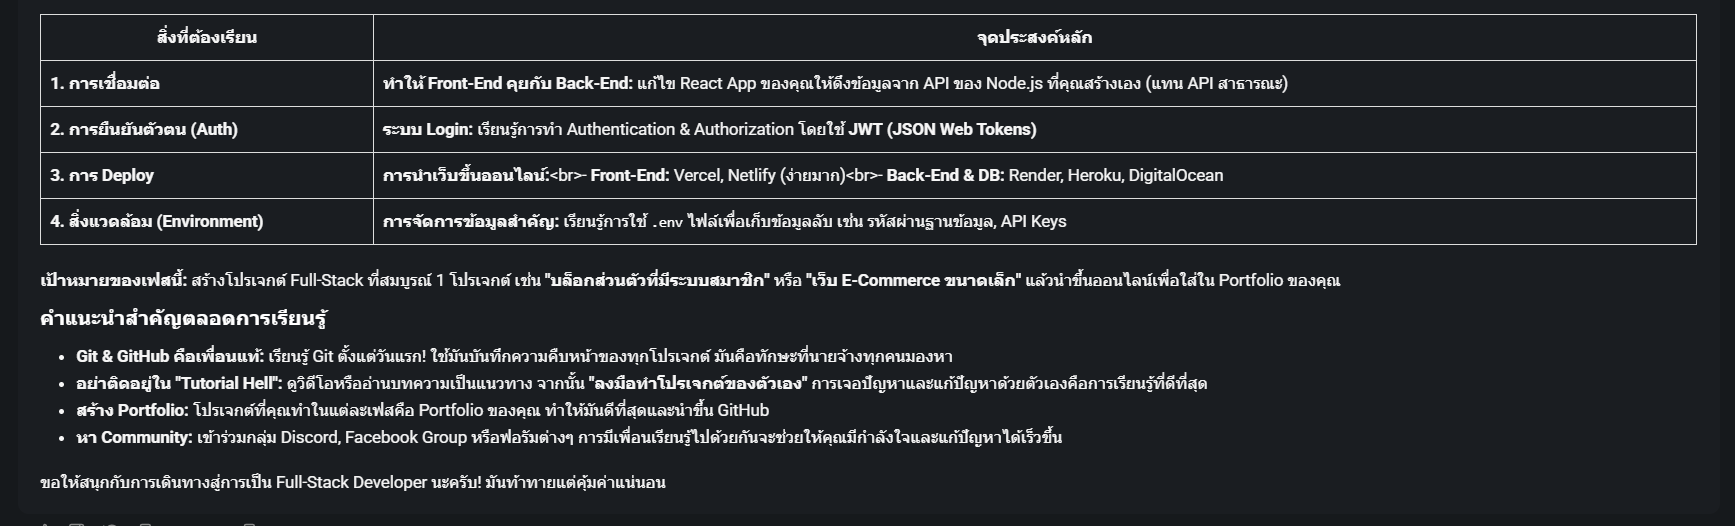 สิ่งที่ต้องเรียน จุดประสงค์หลัก
1. การเชื่อมต่อ ทำให้ Front-End คุยกับ Back-End: แก้ไข React App ของคุณให้ดึงข้อมูลจาก API ของ Node.js ที่คุณสร้างเอง (แทน API สาธารณะ)
2. การยืนยันตัวตน (Auth) ระบบ Login: เรียนรู้การทำ Authentication & Authorization โดยใช้ JWT (JSON Web Tokens)
3. การ Deploy การนำเว็บขึ้นออนไลน์:<br>- Front-End: Vercel, Netlify (ง่ายมาก)<br>- Back-End & DB: Render, Heroku, DigitalOcean
4. สิ่งแวดล้อม (Environment) การจัดการข้อมูลสำคัญ: เรียนรู้การใช้ .env ไฟล์เพื่อเก็บข้อมูลลับ เช่น รหัสผ่านฐานข้อมูล, API Keys
เป้าหมายของเฟสนี้: สร้างโปรเจกต์ Full-Stack ที่สมบูรณ์ 1 โปรเจกต์ เช่น "บล็อกส่วนตัวที่มีระบบสมาชิก" หรือ "เว็บ E-Commerce ขนาดเล็ก" แล้วนำขึ้นออนไลน์เพื่อใส่ใน Portfolio ของคุณ
คำแนะนำสำคัญตลอดการเรียนรู้
• Git & GitHub คือเพื่อนแท้: เรียนรู้ Git ตั้งแต่วันแรก! ใช้มันบันทึกความคืบหน้าของทุกโปรเจกต์ มันคือทักษะที่นายจ้างทุกคนมองหา
• อย่าติดอยู่ใน "Tutorial Hell": ดูวิดีโอหรืออ่านบทความเป็นแนวทาง จากนั้น "ลงมือทำโปรเจกต์ของตัวเอง" การเจอปัญหาและแก้ปัญหาด้วยตัวเองคือการเรียนรู้ที่ดีที่สุด
• สร้าง Portfolio: โปรเจกต์ที่คุณทำในแต่ละเฟสคือ Portfolio ของคุณ ทำให้มันดีที่สุดและนำขึ้น GitHub
• หา Community: เข้าร่วมกลุ่ม Discord, Facebook Group หรือฟอรัมต่างๆ การมีเพื่อนเรียนรู้ไปด้วยกันจะช่วยให้คุณมีกำลังใจและแก้ปัญหาได้เร็วขึ้น
ขอให้สนุกกับการเดินทางสู่การเป็น Full-Stack Developer นะครับ! มันท้าทายแต่คุ้มค่าแน่นอน